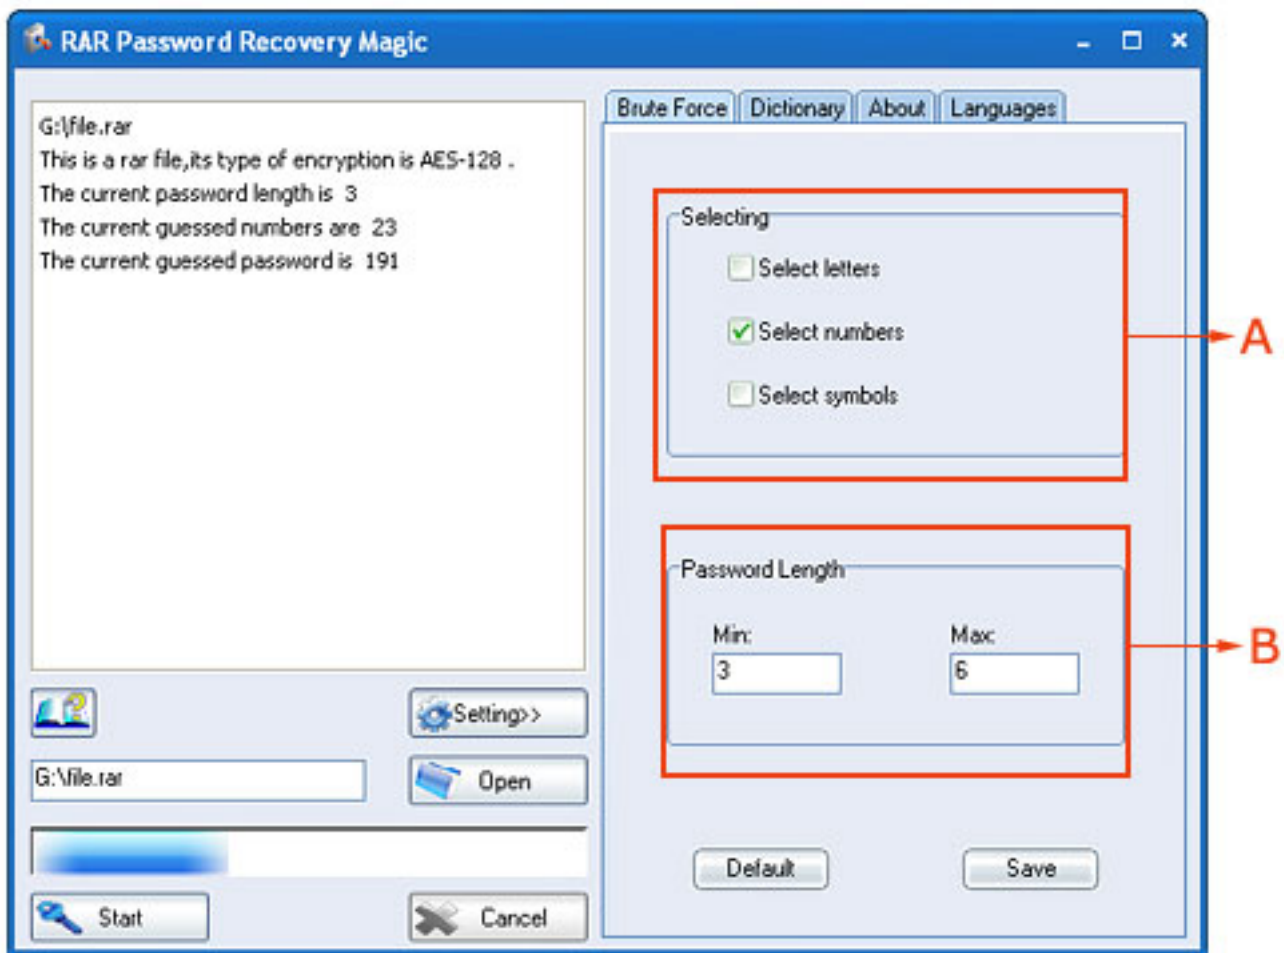 RAR Password Recovery Magic
G:\file.rar
This is a rar file,its type of encryption is AES-128 .
The current password length is 3
The current guessed numbers are 23
The current guessed password is 191
Setting>>
G:\file.rar
Open
Start
Cancel
Brute Force Dictionary About Languages
Selecting
Select letters
Select numbers
Select symbols
A
Password Length
Min: Max:
3 6
B
Default Save